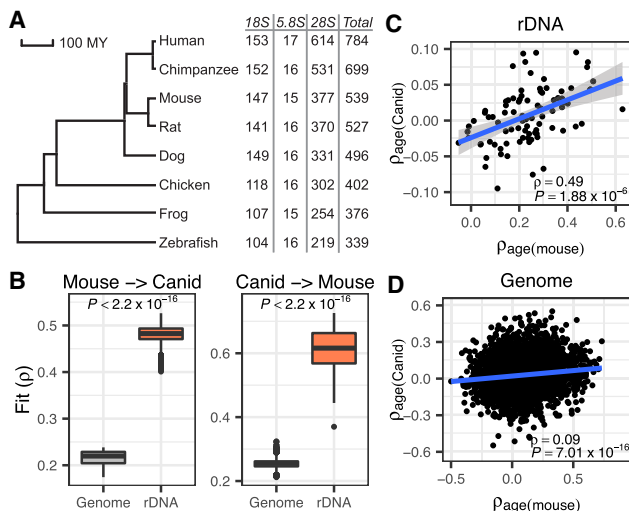 A
100 MY
18S 5.8S 28S Total
Human 153 17 614 784
Chimpanzee 152 16 531 699
Mouse 147 15 377 539
Rat 141 16 370 527
Dog 149 16 331 496
Chicken 118 16 302 402
Frog 107 15 254 376
Zebrafish 104 16 219 339
B
Mouse –> Canid
P < 2.2 x 10⁻¹⁶
Fit (ρ)
0.5
0.4
0.3
0.2
Genome rDNA
Canid –> Mouse
P < 2.2 x 10⁻¹⁶
0.6
0.4
0.2
Genome rDNA
C
rDNA
ρage(Canid)
0.10
0.05
0.00
−0.05
−0.10
ρ = 0.49
P = 1.88 x 10⁻⁶
0.0 0.2 0.4 0.6
ρage(mouse)
D
Genome
ρage(Canid)
0.6
0.3
0.0
−0.3
−0.6
ρ = 0.09
P = 7.01 x 10⁻¹⁶
−0.5 0.0 0.5
ρage(mouse)